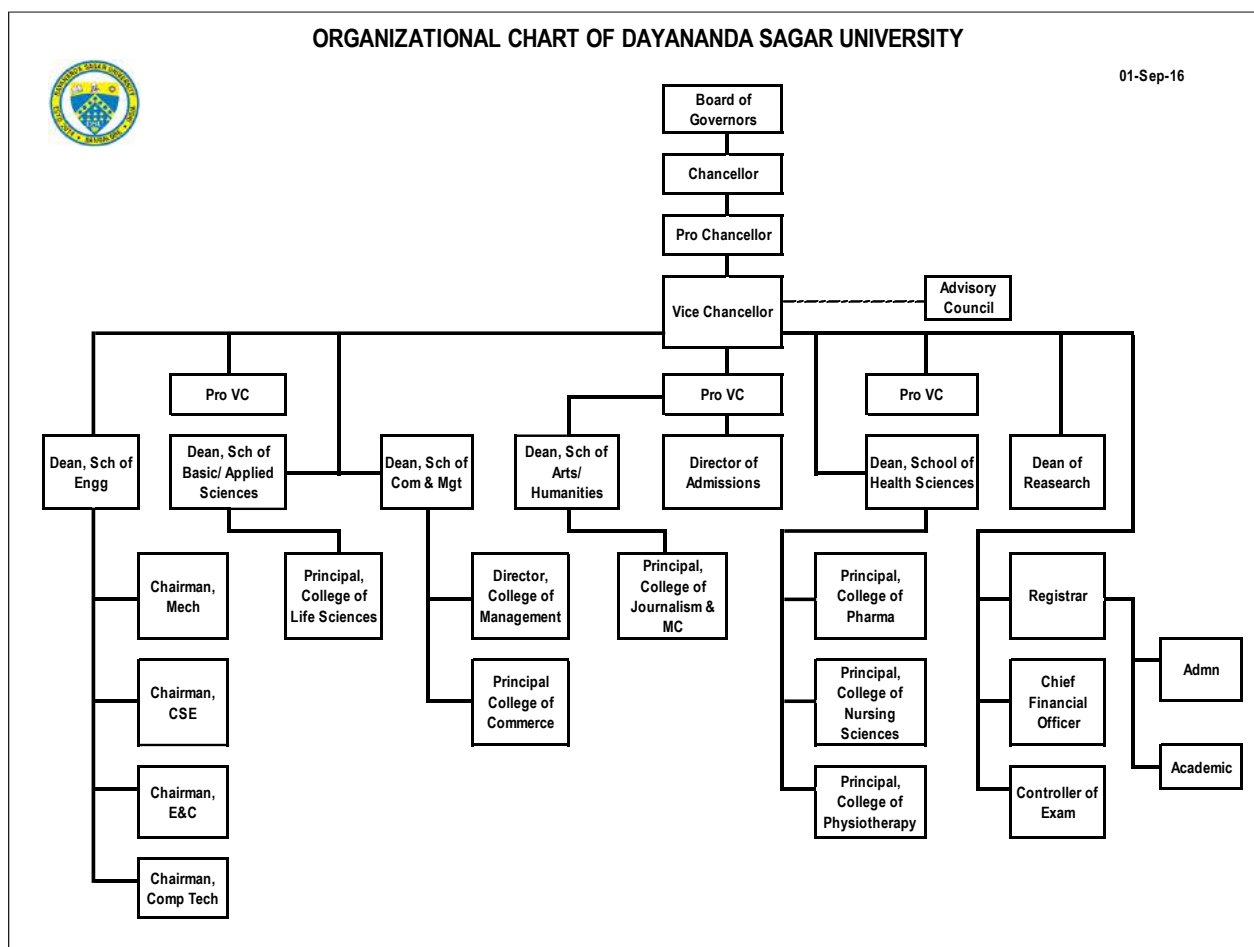 ORGANIZATIONAL CHART OF DAYANANDA SAGAR UNIVERSITY
01-Sep-16
DAYANANDA SAGAR UNIVERSITY
BANGALORE
Board of
Governors
Chancellor
Pro Chancellor
Vice Chancellor
Advisory
Council
Pro VC
Pro VC
Pro VC
Dean, Sch of
Engg
Dean, Sch of
Basic/ Applied
Sciences
Dean, Sch of
Com & Mgt
Dean, Sch of
Arts/
Humanities
Director of
Admissions
Dean, School of
Health Sciences
Dean of
Reasearch
Chairman,
Mech
Principal,
College of
Life Sciences
Director,
College of
Management
Principal,
College of
Journalism &
MC
Principal,
College of
Pharma
Registrar
Admn
Chairman,
CSE
Principal
College of
Commerce
Principal,
College of
Nursing
Sciences
Chief
Financial
Officer
Academic
Chairman,
E&C
Principal,
College of
Physiotherapy
Controller of
Exam
Chairman,
Comp Tech